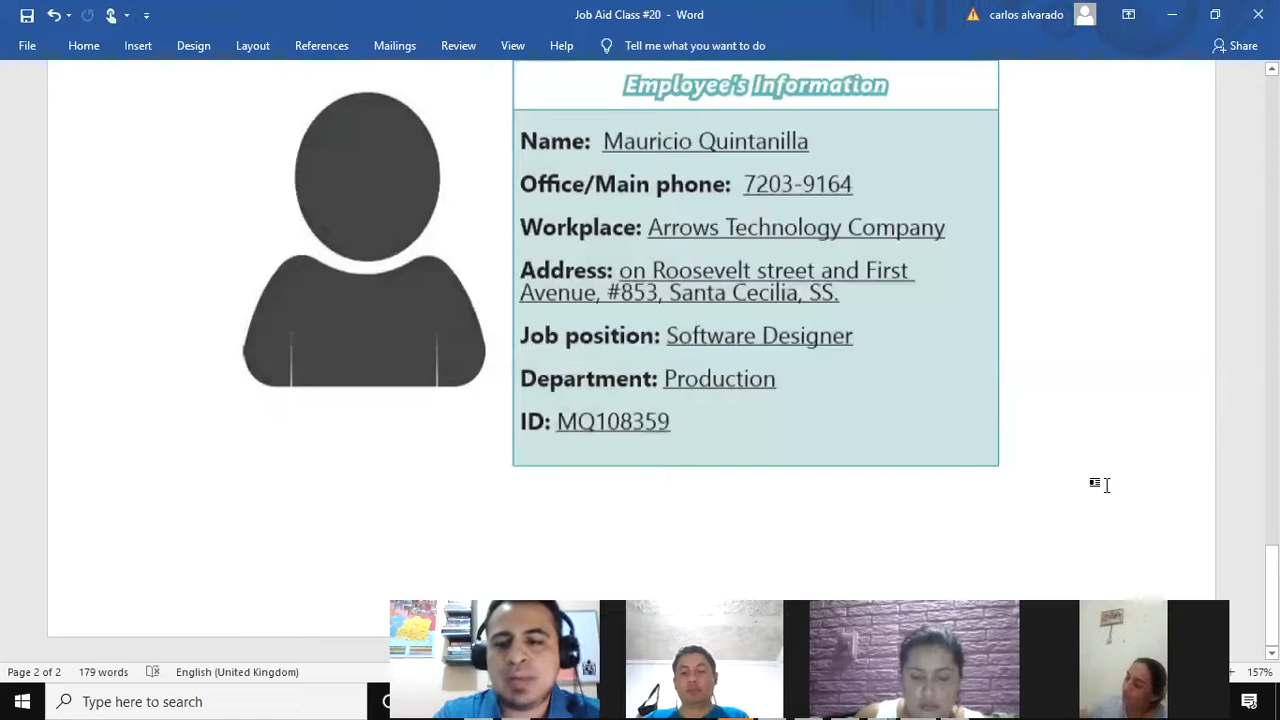 Job Aid Class #20 - Word
carlos alvarado
File Home Insert Design Layout References Mailings Review View Help Tell me what you want to do Share
Employee's Information
Name: Mauricio Quintanilla
Office/Main phone: 7203-9164
Workplace: Arrows Technology Company
Address: on Roosevelt street and First
Avenue, #853, Santa Cecilia, SS.
Job position: Software Designer
Department: Production
ID: MQ108359
Page 2 of 2 179 words English (United Kingdom) 157%
Type here to search